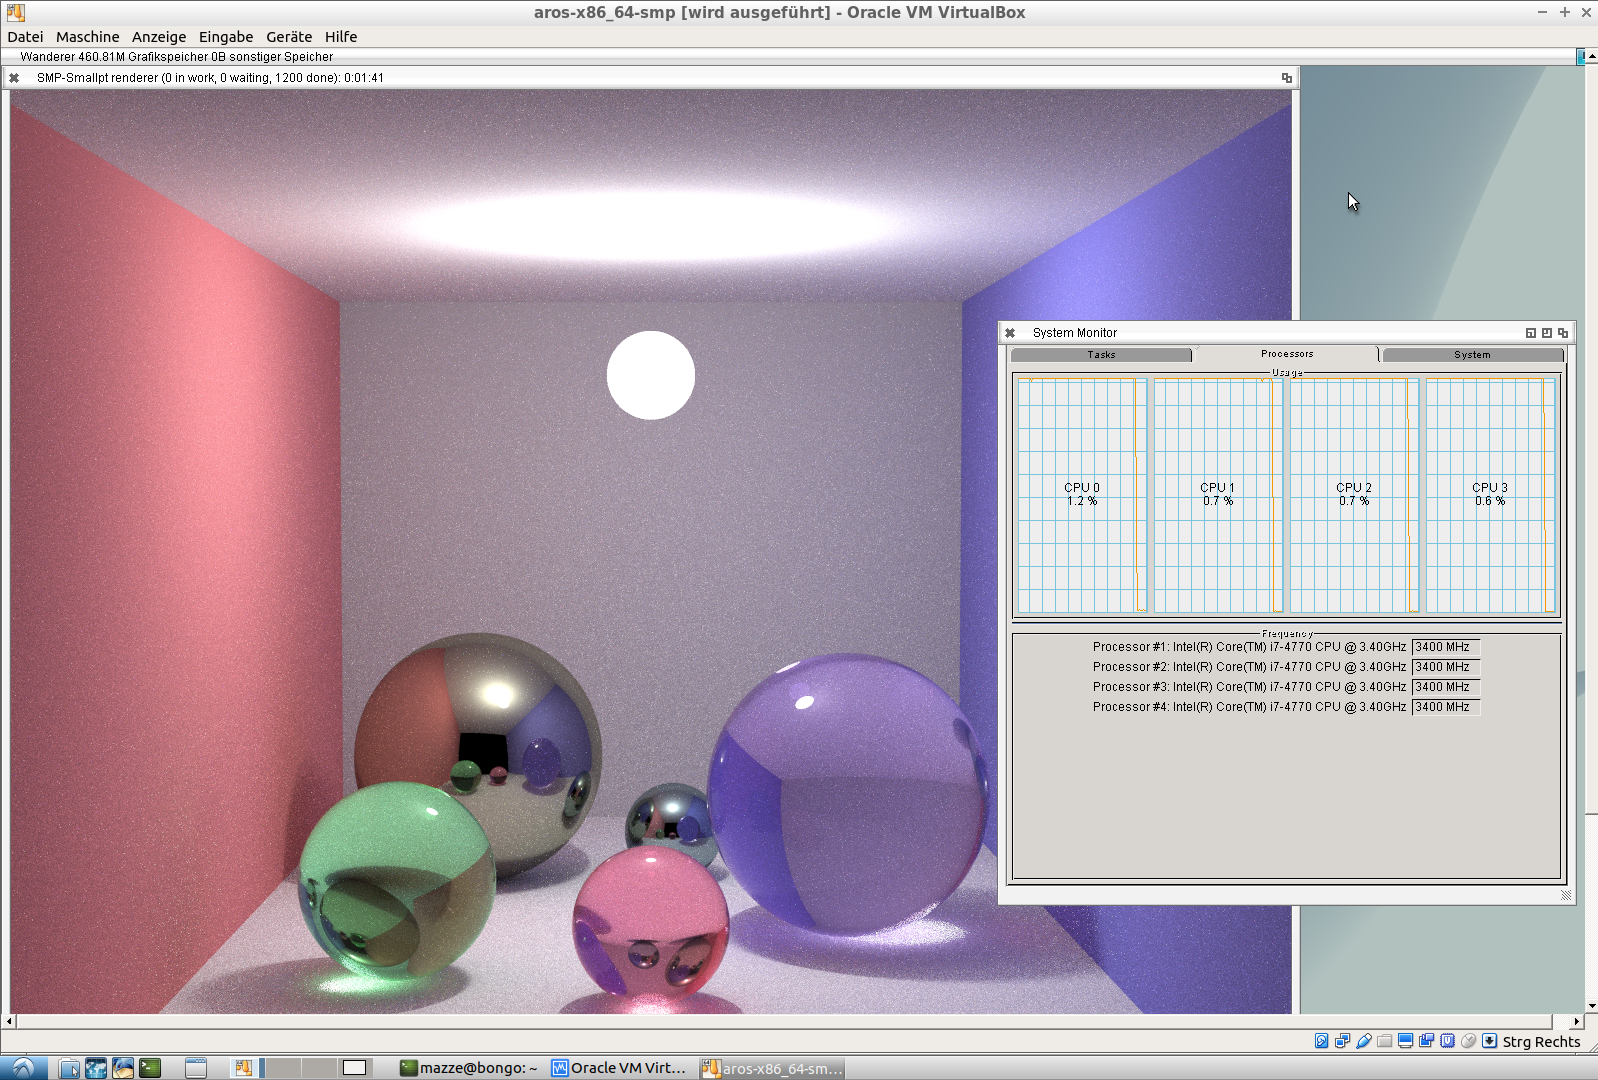 aros-x86_64-smp [wird ausgeführt] - Oracle VM VirtualBox
Datei Maschine Anzeige Eingabe Geräte Hilfe
Wanderer 460.81M Grafikspeicher 0B sonstiger Speicher
SMP-Smallpt renderer (0 in work, 0 waiting, 1200 done): 0:01:41
System Monitor
Tasks Processors System
Usage
CPU 0 CPU 1 CPU 2 CPU 3
1.2 % 0.7 % 0.7 % 0.6 %
Frequency
Processor #1: Intel(R) Core(TM) i7-4770 CPU @ 3.40GHz 3400 MHz
Processor #2: Intel(R) Core(TM) i7-4770 CPU @ 3.40GHz 3400 MHz
Processor #3: Intel(R) Core(TM) i7-4770 CPU @ 3.40GHz 3400 MHz
Processor #4: Intel(R) Core(TM) i7-4770 CPU @ 3.40GHz 3400 MHz
Strg Rechts
mazze@bongo: ~ Oracle VM Virt... aros-x86_64-sm...